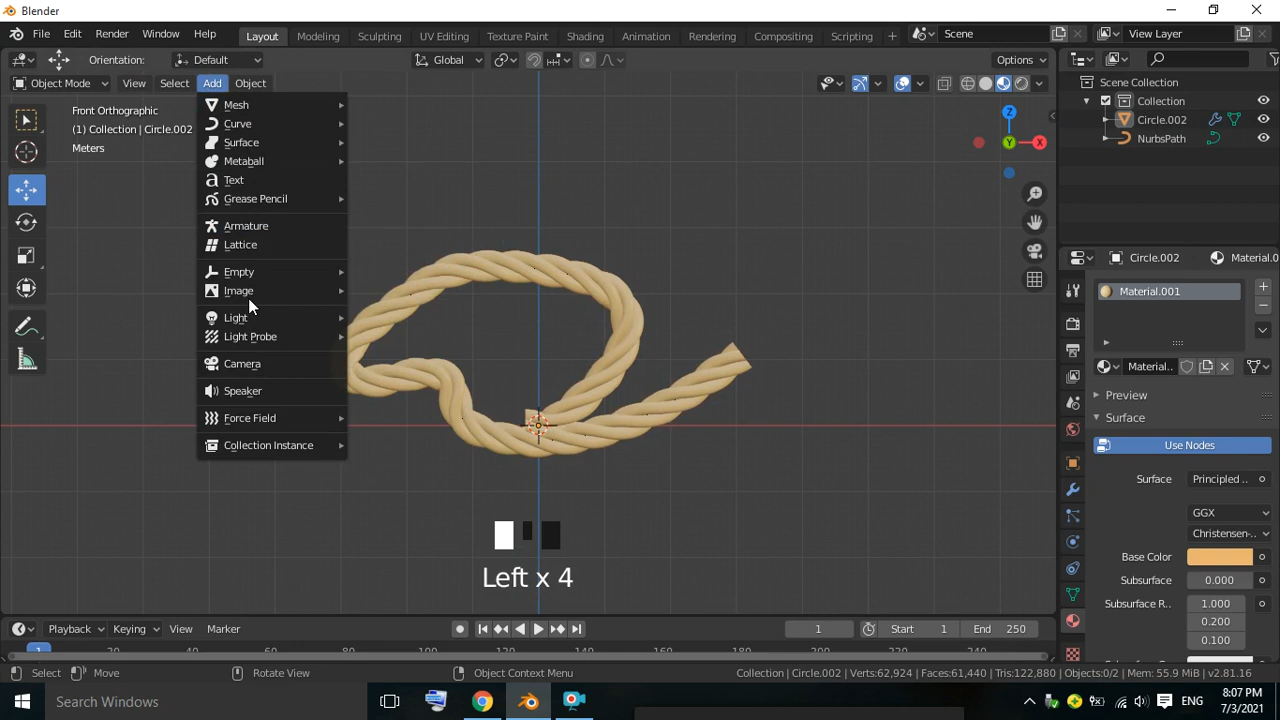 Blender
File Edit Render Window Help Layout Modeling Sculpting UV Editing Texture Paint Shading Animation Rendering Compositing Scripting + Scene View Layer
Orientation: Default Global Options
Object Mode View Select Add Object
Scene Collection
Collection
Circle.002
NurbsPath
Front Orthographic
(1) Collection | Circle.002
Meters
Mesh
Curve
Surface
Metaball
Text
Grease Pencil
Armature
Lattice
Empty
Image
Light
Light Probe
Camera
Speaker
Force Field
Collection Instance
Z
Y
X
Circle.002 Material.0
Material.001
Material..
Preview
Surface
Use Nodes
Surface Principled ..
GGX
Christensen-..
Base Color
Subsurface 0.000
Subsurface R.. 1.000
0.200
0.100
Left x 4
Playback Keying View Marker 1 Start 1 End 250
1 20 40 60 80 100 120 140 160 180 200 220 240
Select Move Rotate View Object Context Menu Collection | Circle.002 | Verts:62,924 | Faces:61,440 | Tris:122,880 | Objects:0/2 | Mem: 55.9 MiB | v2.81.16
Search Windows ENG 8:07 PM
7/3/2021